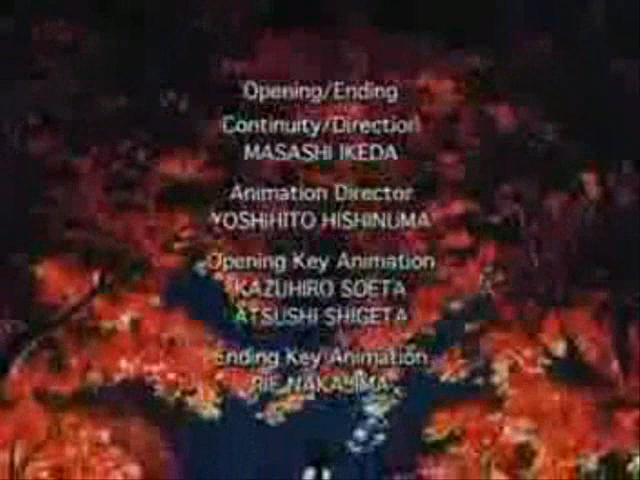 Opening/Ending
Continuity/Direction
MASASHI IKEDA
Animation Director
YOSHIHITO HISHINUMA
Opening Key Animation
KAZUHIRO SOETA
ATSUSHI SHIGETA
Ending Key Animation
RIE NAKAJIMA